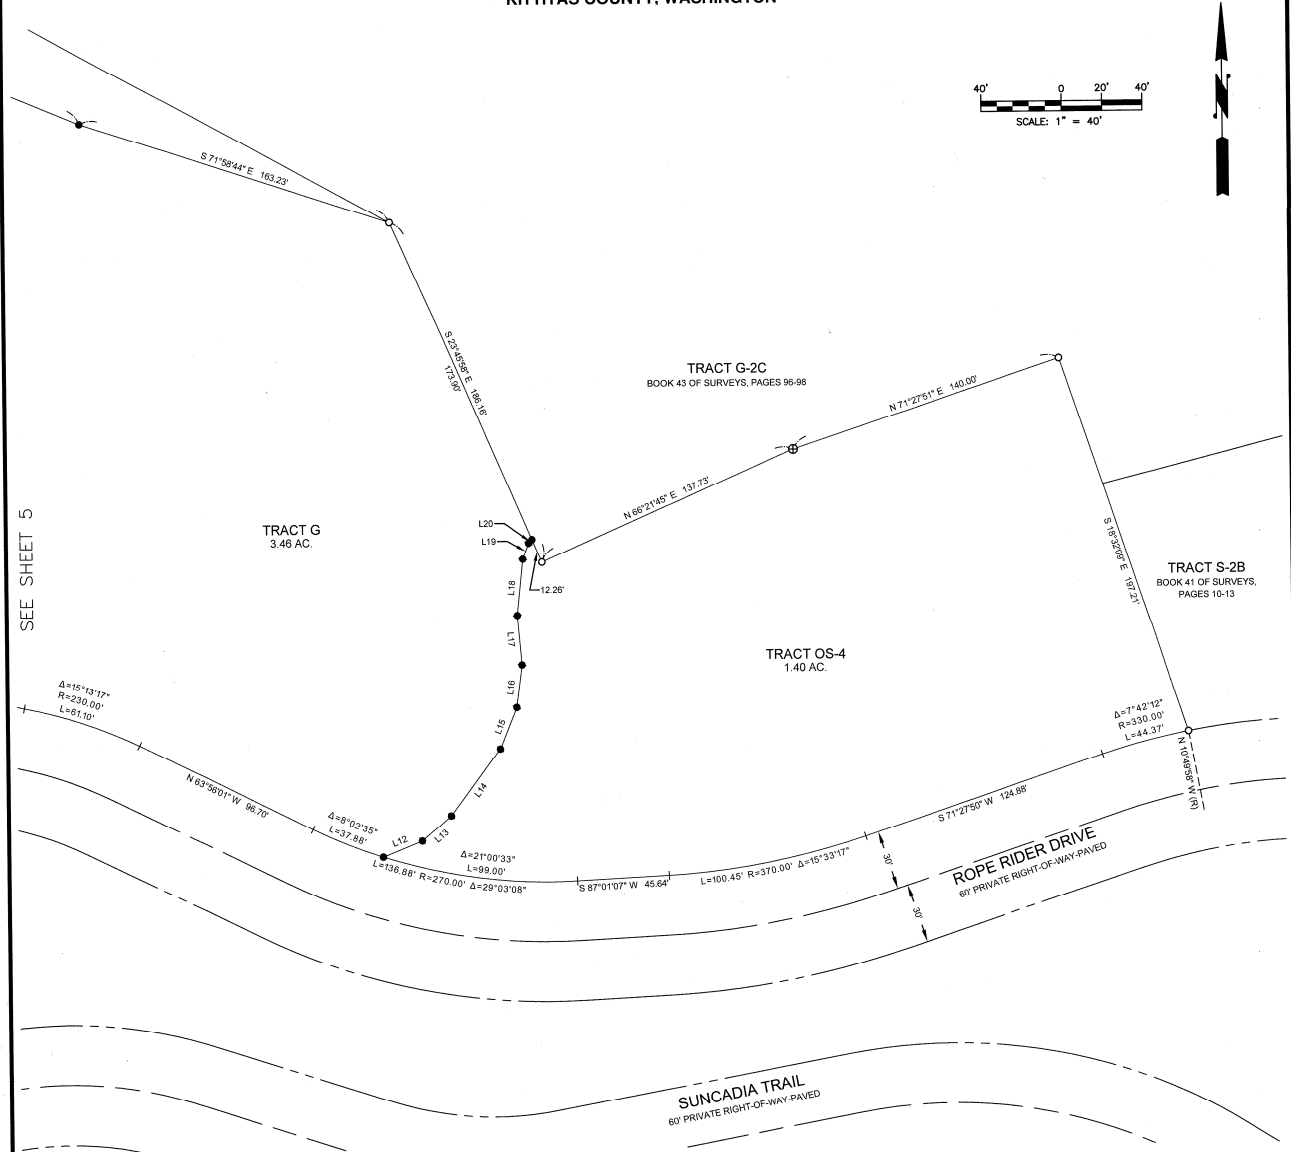 KITTITAS COUNTY, WASHINGTON
40' 0 20' 40'
SCALE: 1" = 40'
N
S 71°58'44" E 163.23'
S 23°45'58" E 186.16'
173.90'
TRACT G-2C
BOOK 43 OF SURVEYS, PAGES 96-98
N 71°27'51" E 140.00'
N 66°21'45" E 137.73'
SEE SHEET 5
TRACT G
3.46 AC.
L20
L19
L18
12.26'
L17
L16
L15
L14
L13
L12
S 18°32'09" E 197.21'
TRACT S-2B
BOOK 41 OF SURVEYS,
PAGES 10-13
TRACT OS-4
1.40 AC.
Δ=15°13'17"
R=230.00'
L=61.10'
N 63°56'01" W 96.70'
Δ=8°02'35"
L=37.88'
Δ=21°00'33"
L=99.00'
L=136.88' R=270.00' Δ=29°03'08"
S 87°01'07" W 45.64'
L=100.45' R=370.00' Δ=15°33'17"
S 71°27'50" W 124.88'
Δ=7°42'12"
R=330.00'
L=44.37'
N 10°49'58" W (R)
30'
30'
ROPE RIDER DRIVE
60' PRIVATE RIGHT-OF-WAY-PAVED
SUNCADIA TRAIL
60' PRIVATE RIGHT-OF-WAY-PAVED